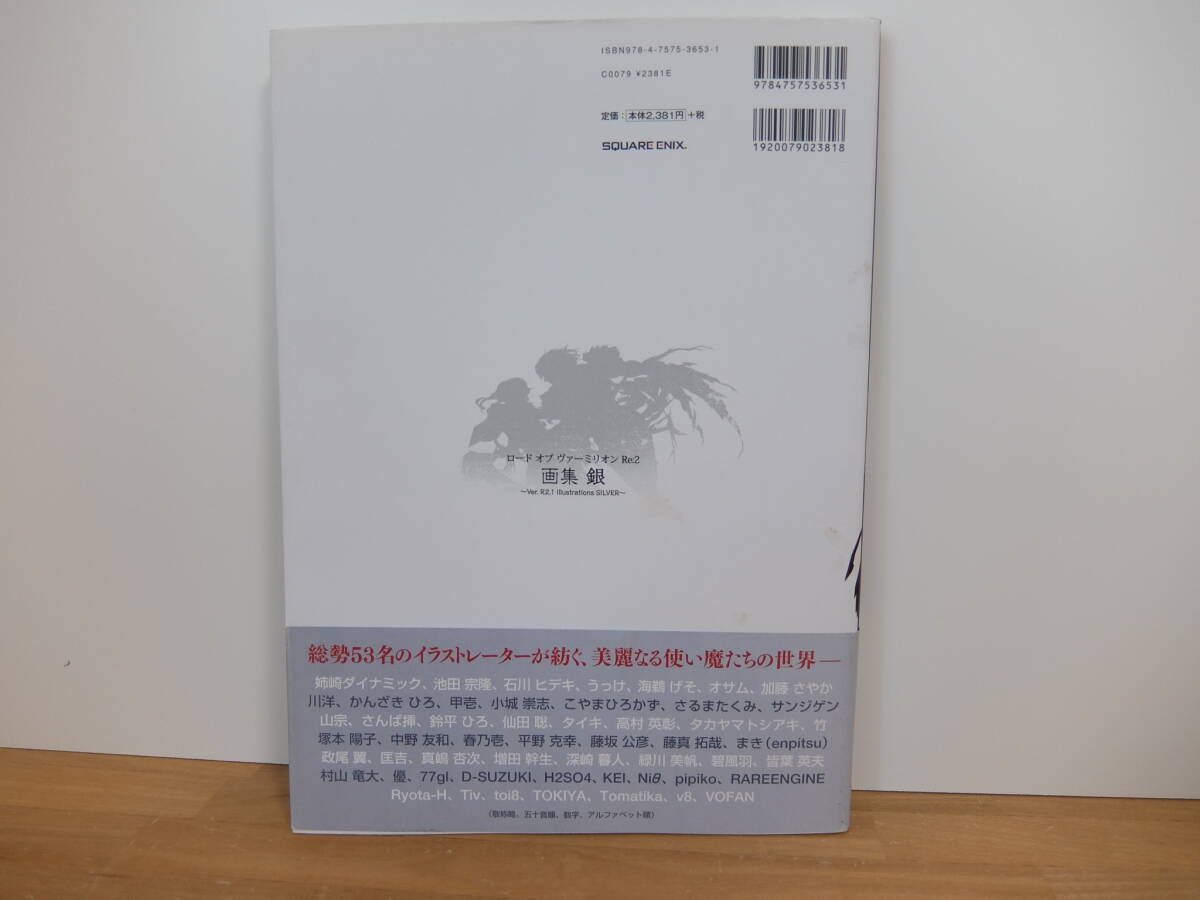 ISBN978-4-7575-3653-1
C0079 ¥2381E
9784757536531
定価：本体2,381円+税
SQUARE ENIX.
1920079023818
ロード オブ ヴァーミリオン Re:2
画集 銀
～Ver. R2.1 Illustrations SILVER～
総勢53名のイラストレーターが紡ぐ、美麗なる使い魔たちの世界―
姉崎ダイナミック、池田 宗隆、石川 ヒデキ、うっけ、海鵜 げそ、オサム、加藤 さやか
川洋、かんざき ひろ、甲壱、小城 崇志、こやまひろかず、さるまたくみ、サンジゲン
山宗、さんば挿、鈴平 ひろ、仙田 聡、タイキ、高村 英彰、タカヤマトシアキ、竹
塚本 陽子、中野 友和、春乃壱、平野 克幸、藤坂 公彦、藤真 拓哉、まき(enpitsu)
政尾 翼、匡吉、真嶋 杏次、増田 幹生、深崎 暮人、緑川 美帆、碧風羽、皆葉 英夫
村山 竜大、優、77gl、D-SUZUKI、H2SO4、KEI、Niθ、pipiko、RAREENGINE
Ryota-H、Tiv、toi8、TOKIYA、Tomatika、v8、VOFAN
（敬称略、五十音順、数字、アルファベット順）